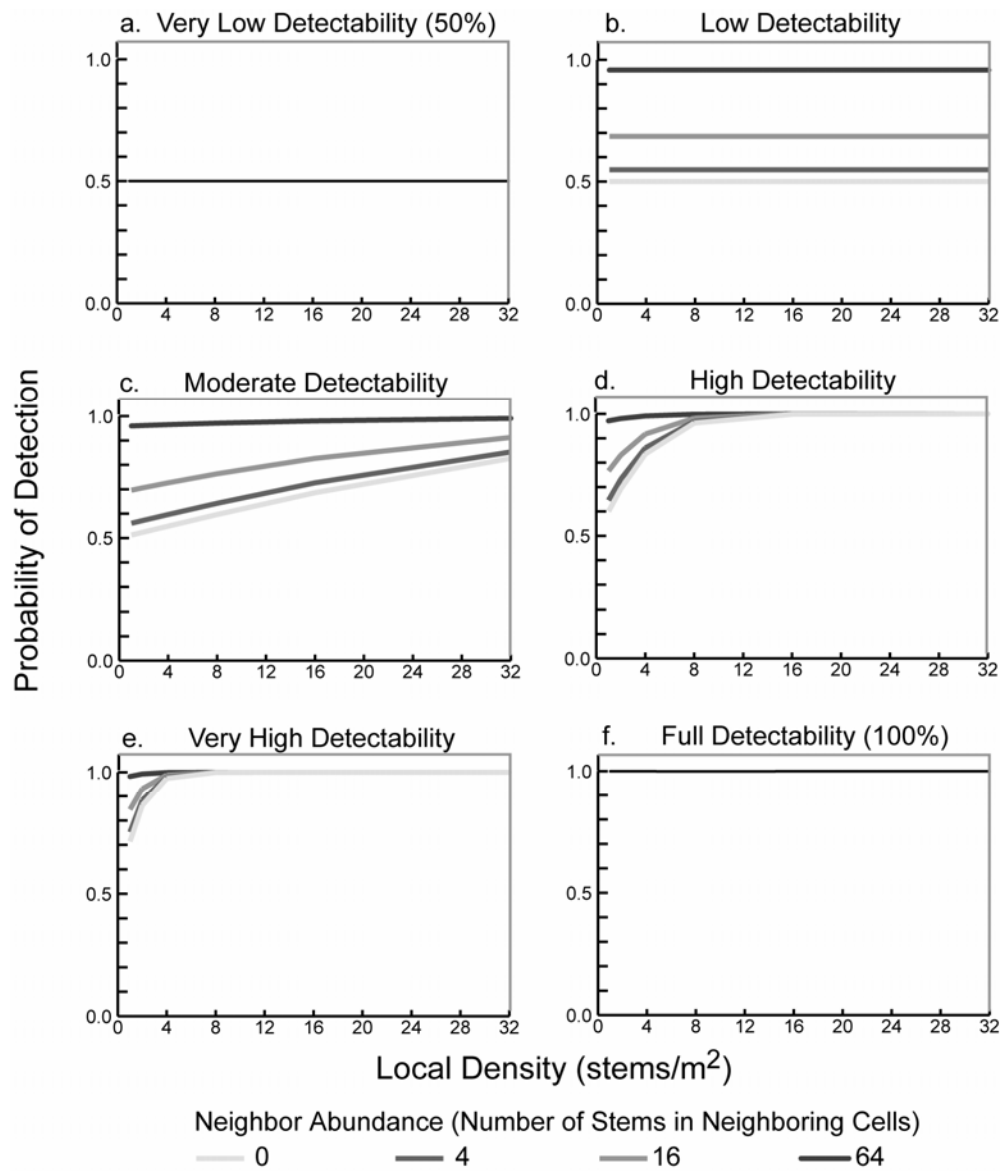 a. Very Low Detectability (50%)
1.0
0.5
0.0
0 4 8 12 16 20 24 28 32
b. Low Detectability
1.0
0.5
0.0
0 4 8 12 16 20 24 28 32
c. Moderate Detectability
1.0
0.5
0.0
0 4 8 12 16 20 24 28 32
d. High Detectability
1.0
0.5
0.0
0 4 8 12 16 20 24 28 32
e. Very High Detectability
1.0
0.5
0.0
0 4 8 12 16 20 24 28 32
f. Full Detectability (100%)
1.0
0.5
0.0
0 4 8 12 16 20 24 28 32
Probability of Detection
Local Density (stems/m²)
Neighbor Abundance (Number of Stems in Neighboring Cells)
0 4 16 64